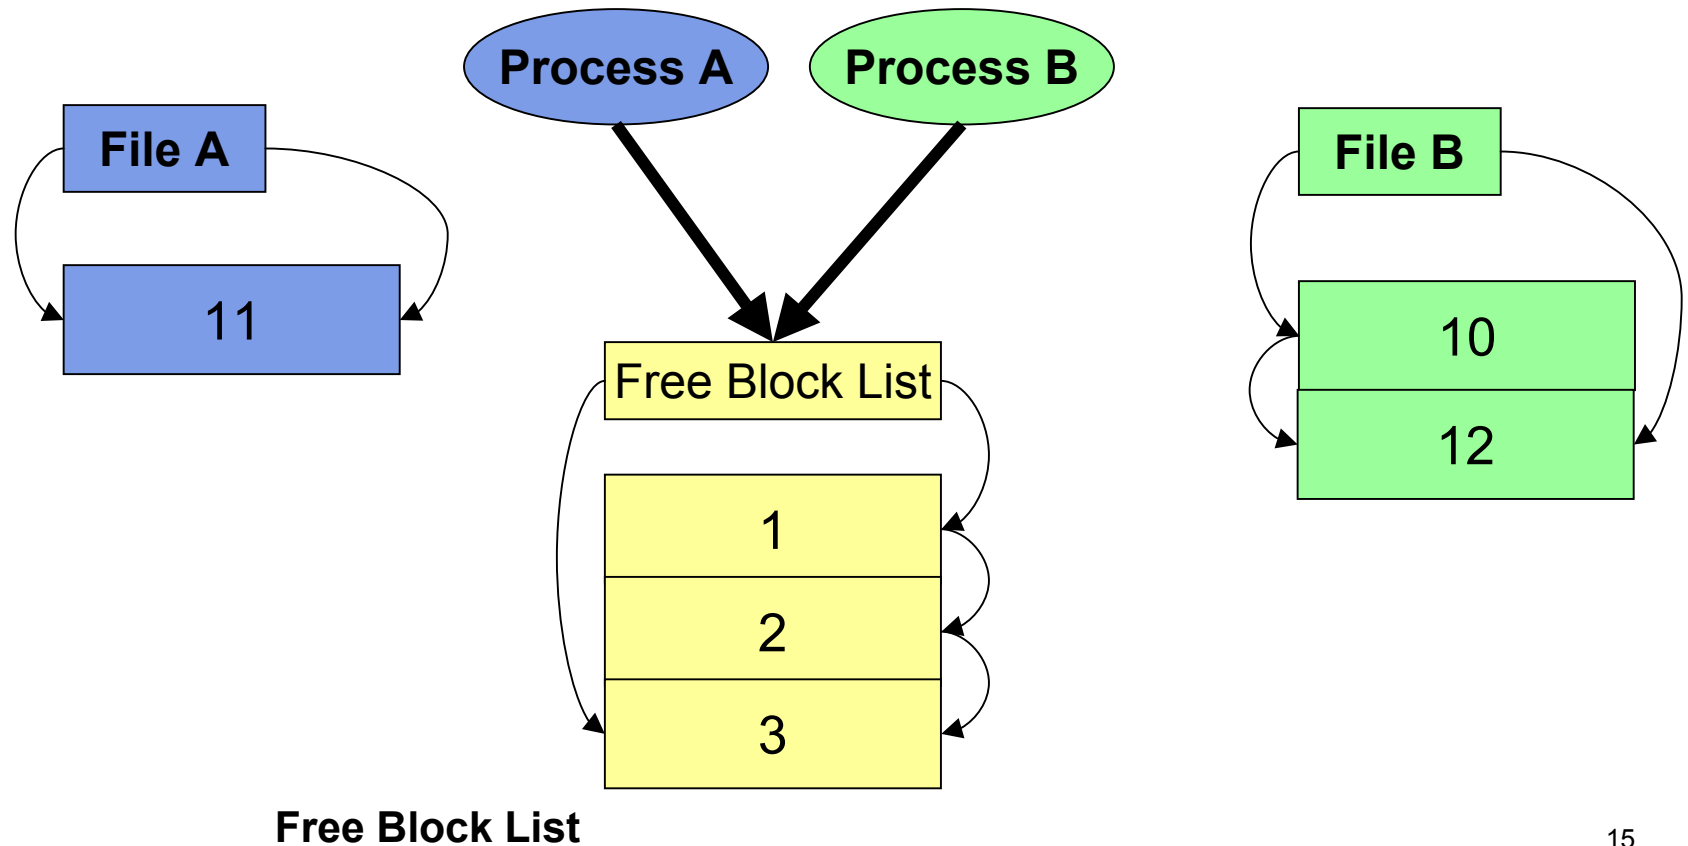 Process A
Process B
File A
File B
11
10
12
Free Block List
1
2
3
Free Block List
15